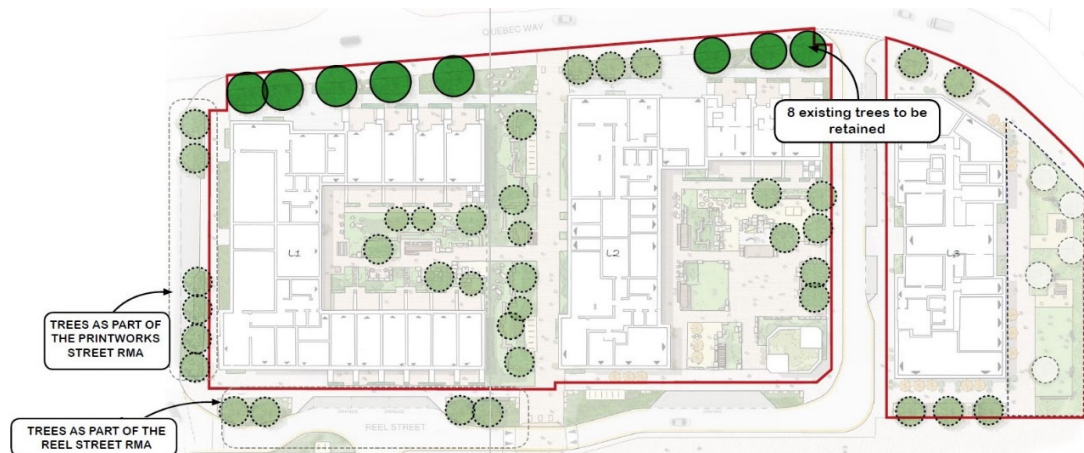 QUEBEC WAY
8 existing trees to be
retained
L1
L2
L3
TREES AS PART OF
THE PRINTWORKS
STREET RMA
TREES AS PART OF THE
REEL STREET RMA
REEL STREET